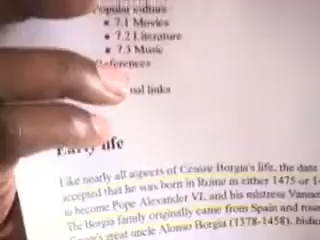 Popular culture
• 7.1 Movies
• 7.2 Literature
• 7.3 Music
References
nal links
Early life
Like nearly all aspects of Cesare Borgia's life, the date
accepted that he was born in Rome in either 1475 or 14
to become Pope Alexander VI, and his mistress Vanno
The Borgia family originally came from Spain and rose
great uncle Alonso Borgia (1378-1458), bisho